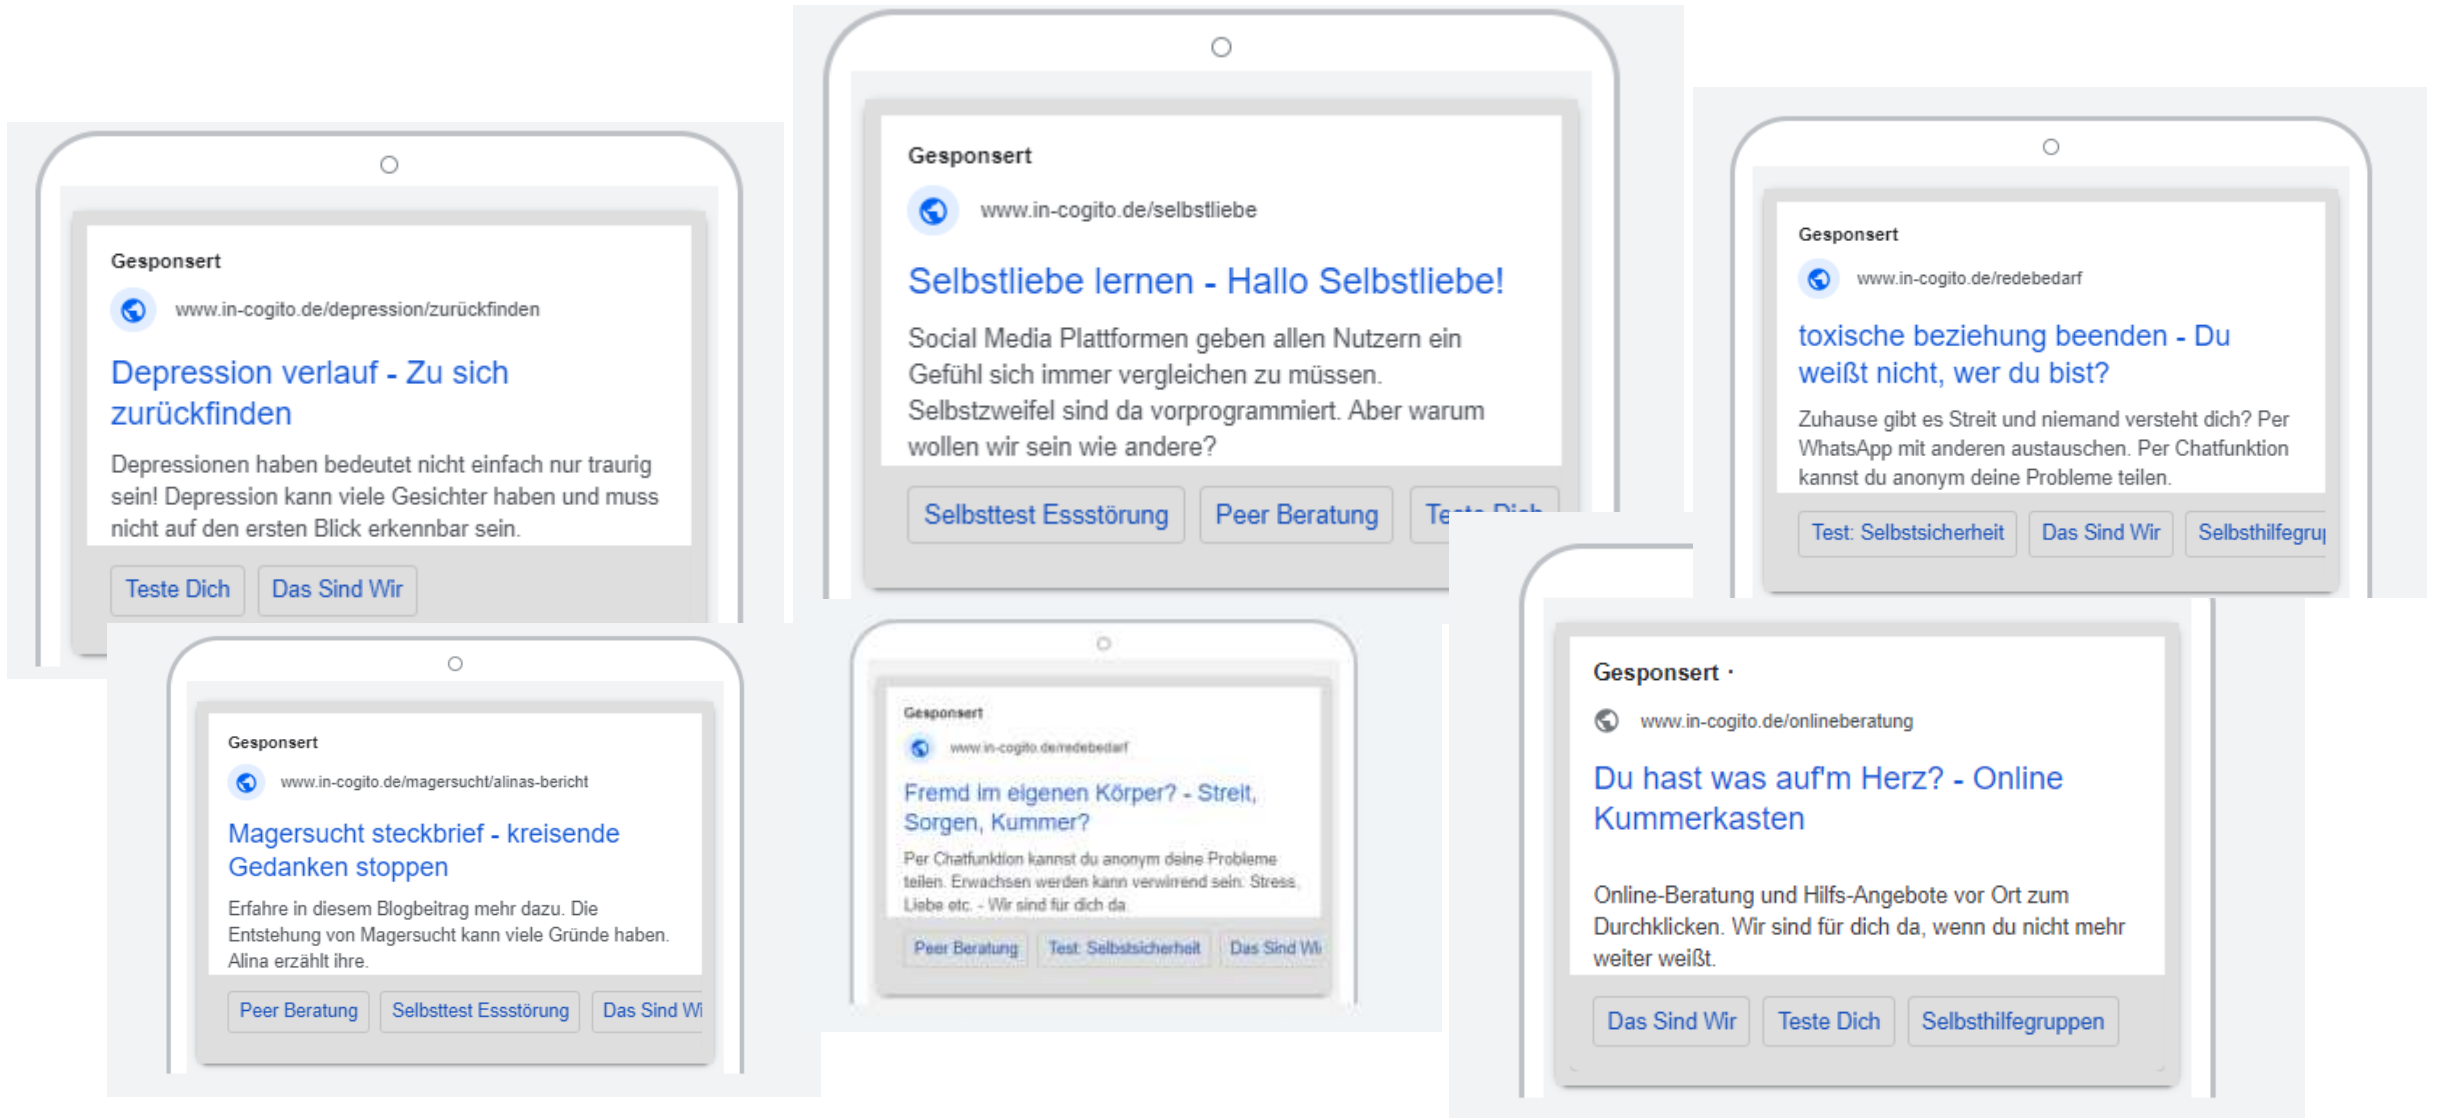 Gesponsert
www.in-cogito.de/depression/zurückfinden
Depression verlauf - Zu sich
zurückfinden
Depressionen haben bedeutet nicht einfach nur traurig
sein! Depression kann viele Gesichter haben und muss
nicht auf den ersten Blick erkennbar sein.
Teste Dich
Das Sind Wir
Gesponsert
www.in-cogito.de/selbstliebe
Selbstliebe lernen - Hallo Selbstliebe!
Social Media Plattformen geben allen Nutzern ein
Gefühl sich immer vergleichen zu müssen.
Selbstzweifel sind da vorprogrammiert. Aber warum
wollen wir sein wie andere?
Selbsttest Essstörung
Peer Beratung
Teste Dich
Gesponsert
www.in-cogito.de/redebedarf
toxische beziehung beenden - Du
weißt nicht, wer du bist?
Zuhause gibt es Streit und niemand versteht dich? Per
WhatsApp mit anderen austauschen. Per Chatfunktion
kannst du anonym deine Probleme teilen.
Test: Selbstsicherheit
Das Sind Wir
Selbsthilfegrup
Gesponsert
www.in-cogito.de/magersucht/alinas-bericht
Magersucht steckbrief - kreisende
Gedanken stoppen
Erfahre in diesem Blogbeitrag mehr dazu. Die
Entstehung von Magersucht kann viele Gründe haben.
Alina erzählt ihre.
Peer Beratung
Selbsttest Essstörung
Das Sind Wi
Gesponsert
www.in-cogito.de/redebedarf
Fremd im eigenen Körper? - Streit,
Sorgen, Kummer?
Per Chatfunktion kannst du anonym deine Probleme
teilen. Erwachsen werden kann verwirrend sein: Stress,
Liebe etc. - Wir sind für dich da.
Peer Beratung
Test: Selbstsicherheit
Das Sind Wi
Gesponsert ·
www.in-cogito.de/onlineberatung
Du hast was auf'm Herz? - Online
Kummerkasten
Online-Beratung und Hilfs-Angebote vor Ort zum
Durchklicken. Wir sind für dich da, wenn du nicht mehr
weiter weißt.
Das Sind Wir
Teste Dich
Selbsthilfegruppen